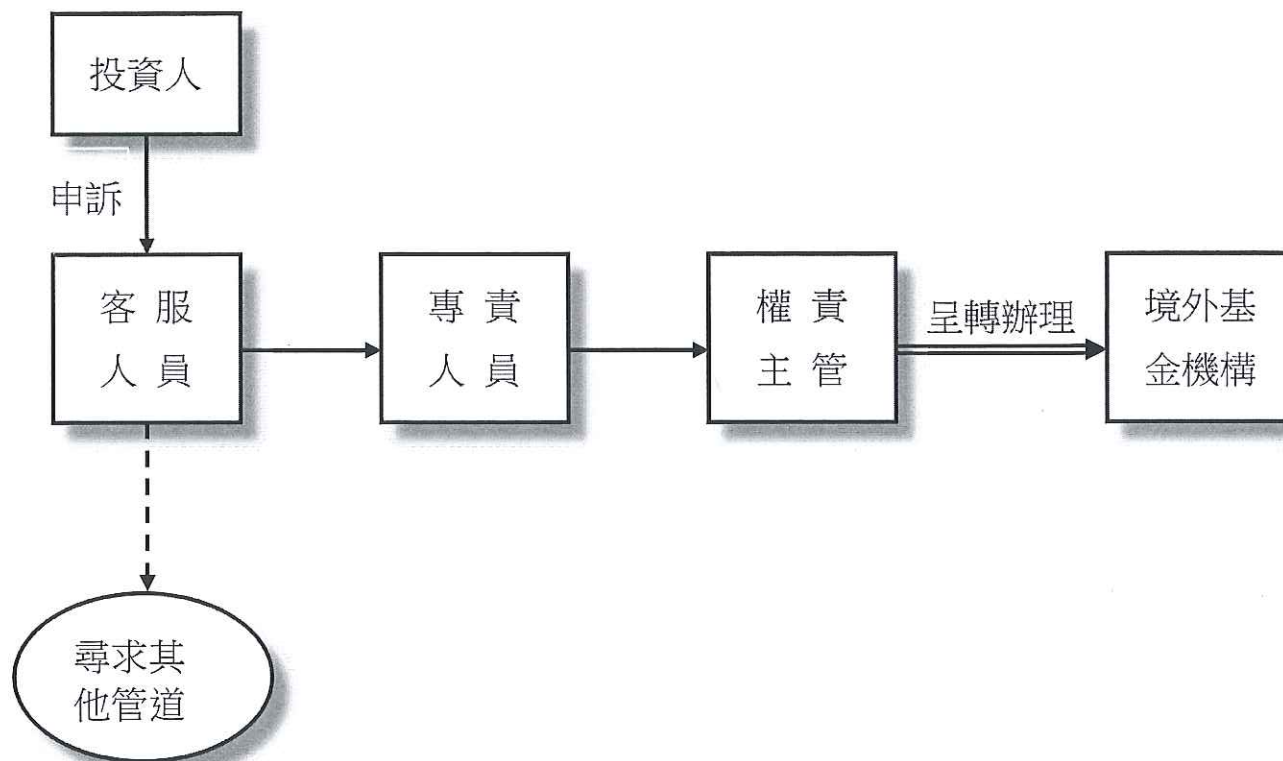 投資人
申訴
客服
人員
專責
人員
權責
主管
呈轉辦理
境外基
金機構
尋求其
他管道